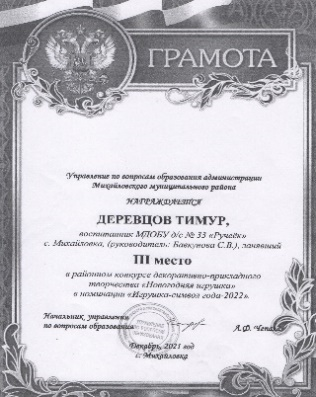 ГРАМОТА
Управление по вопросам образования администрации
Михайловского муниципального района
НАГРАЖДАЕТСЯ
ДЕРЕВЦОВ ТИМУР,
воспитанник МДОБУ д/с № 33 «Ручеёк»
с. Михайловка, (руководитель: Бавкунова С.В.), занявший
III место
в районном конкурсе декоративно-прикладного
творчества «Новогодняя игрушка»
в номинации «Игрушка-символ года-2022».
Начальник управления
по вопросам образования А.Ф.
Декабрь, 2021 год
с. Михайловка